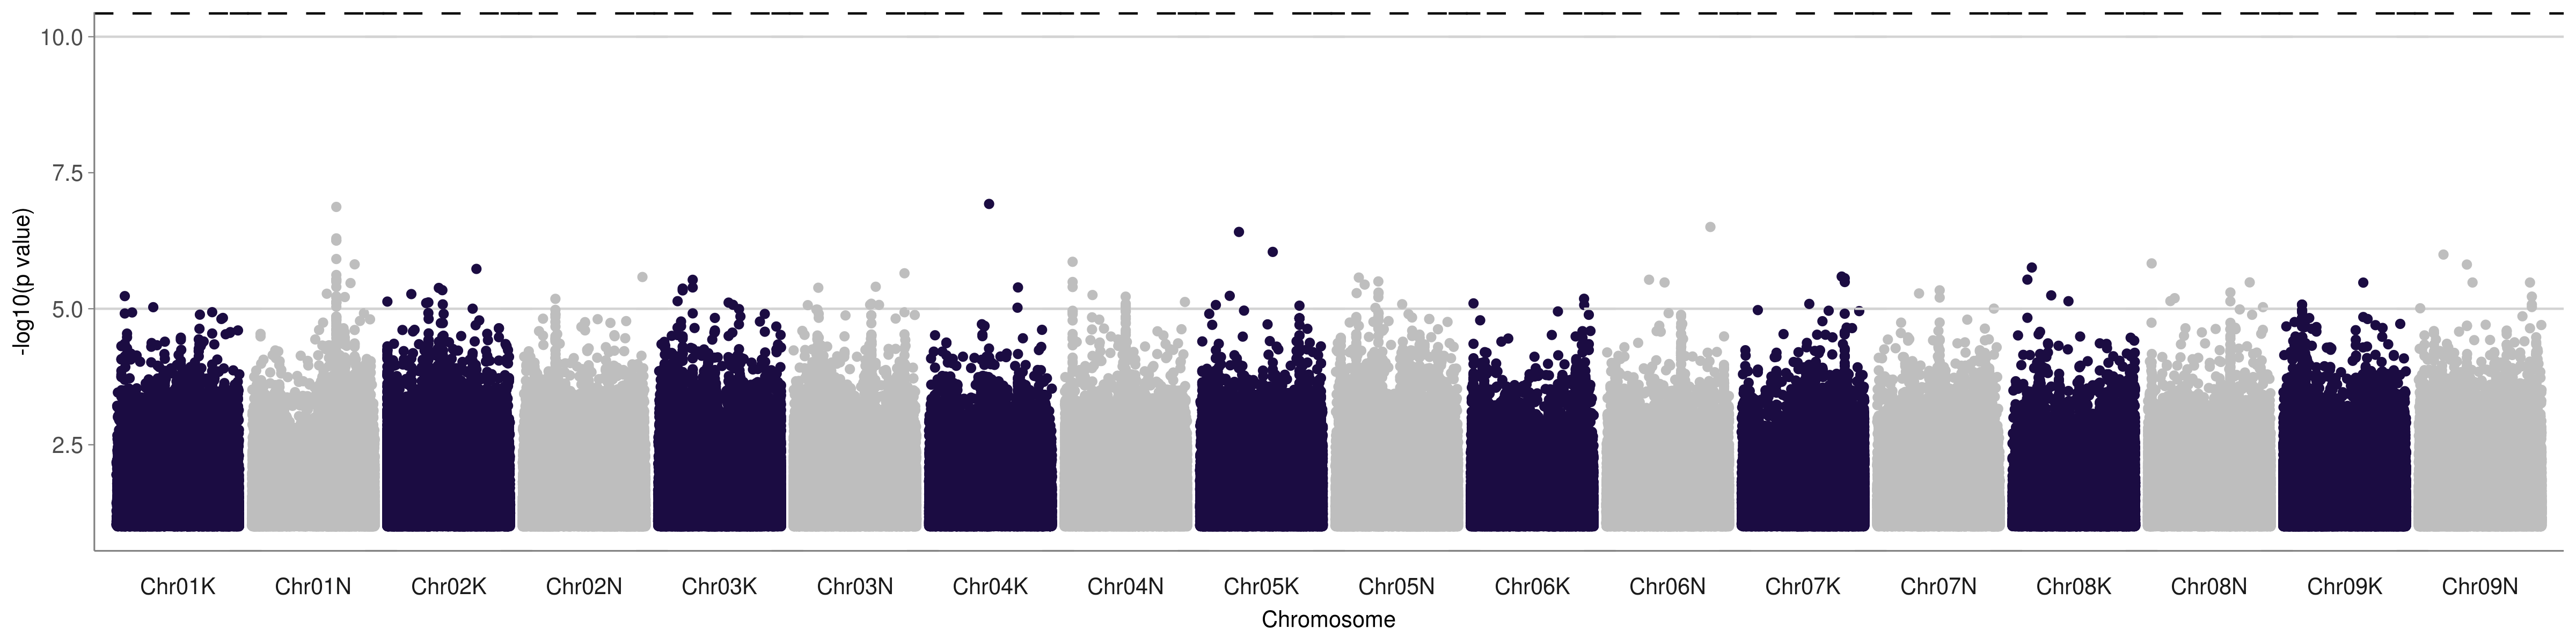 10.0
7.5
5.0
2.5
-log10(p value)
Chr01K Chr01N Chr02K Chr02N Chr03K Chr03N Chr04K Chr04N Chr05K Chr05N Chr06K Chr06N Chr07K Chr07N Chr08K Chr08N Chr09K Chr09N
Chromosome